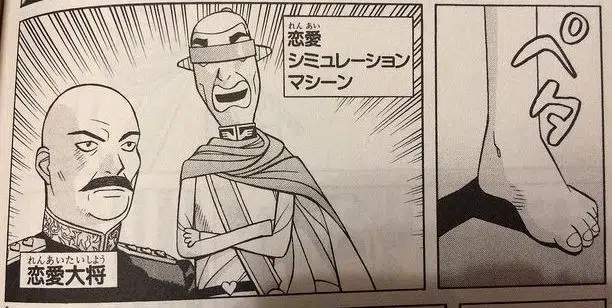 れんあい
恋愛
シミュレーション
マシーン
れんあいたいしよう
恋愛大将
ペタ